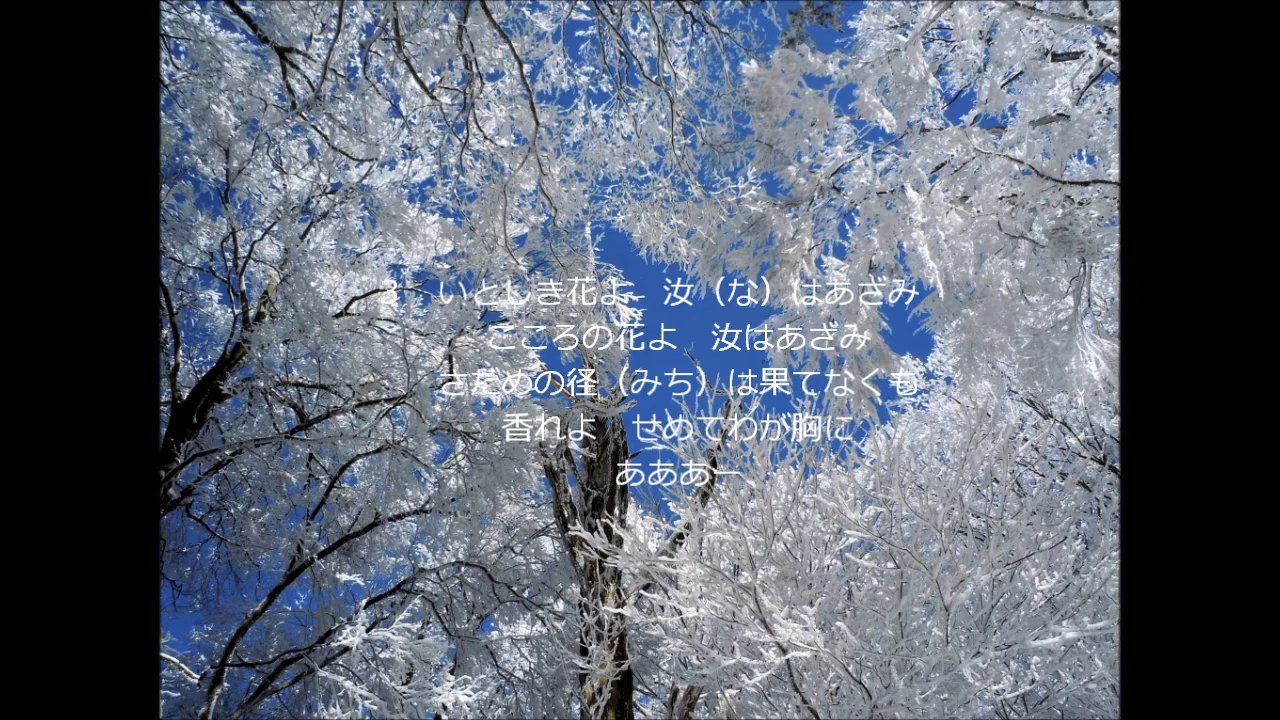 3　いとしき花よ　汝（な）はあざみ
こころの花よ　汝はあざみ
さだめの径（みち）は果てなくも
香れよ　せめてわが胸に
あああー